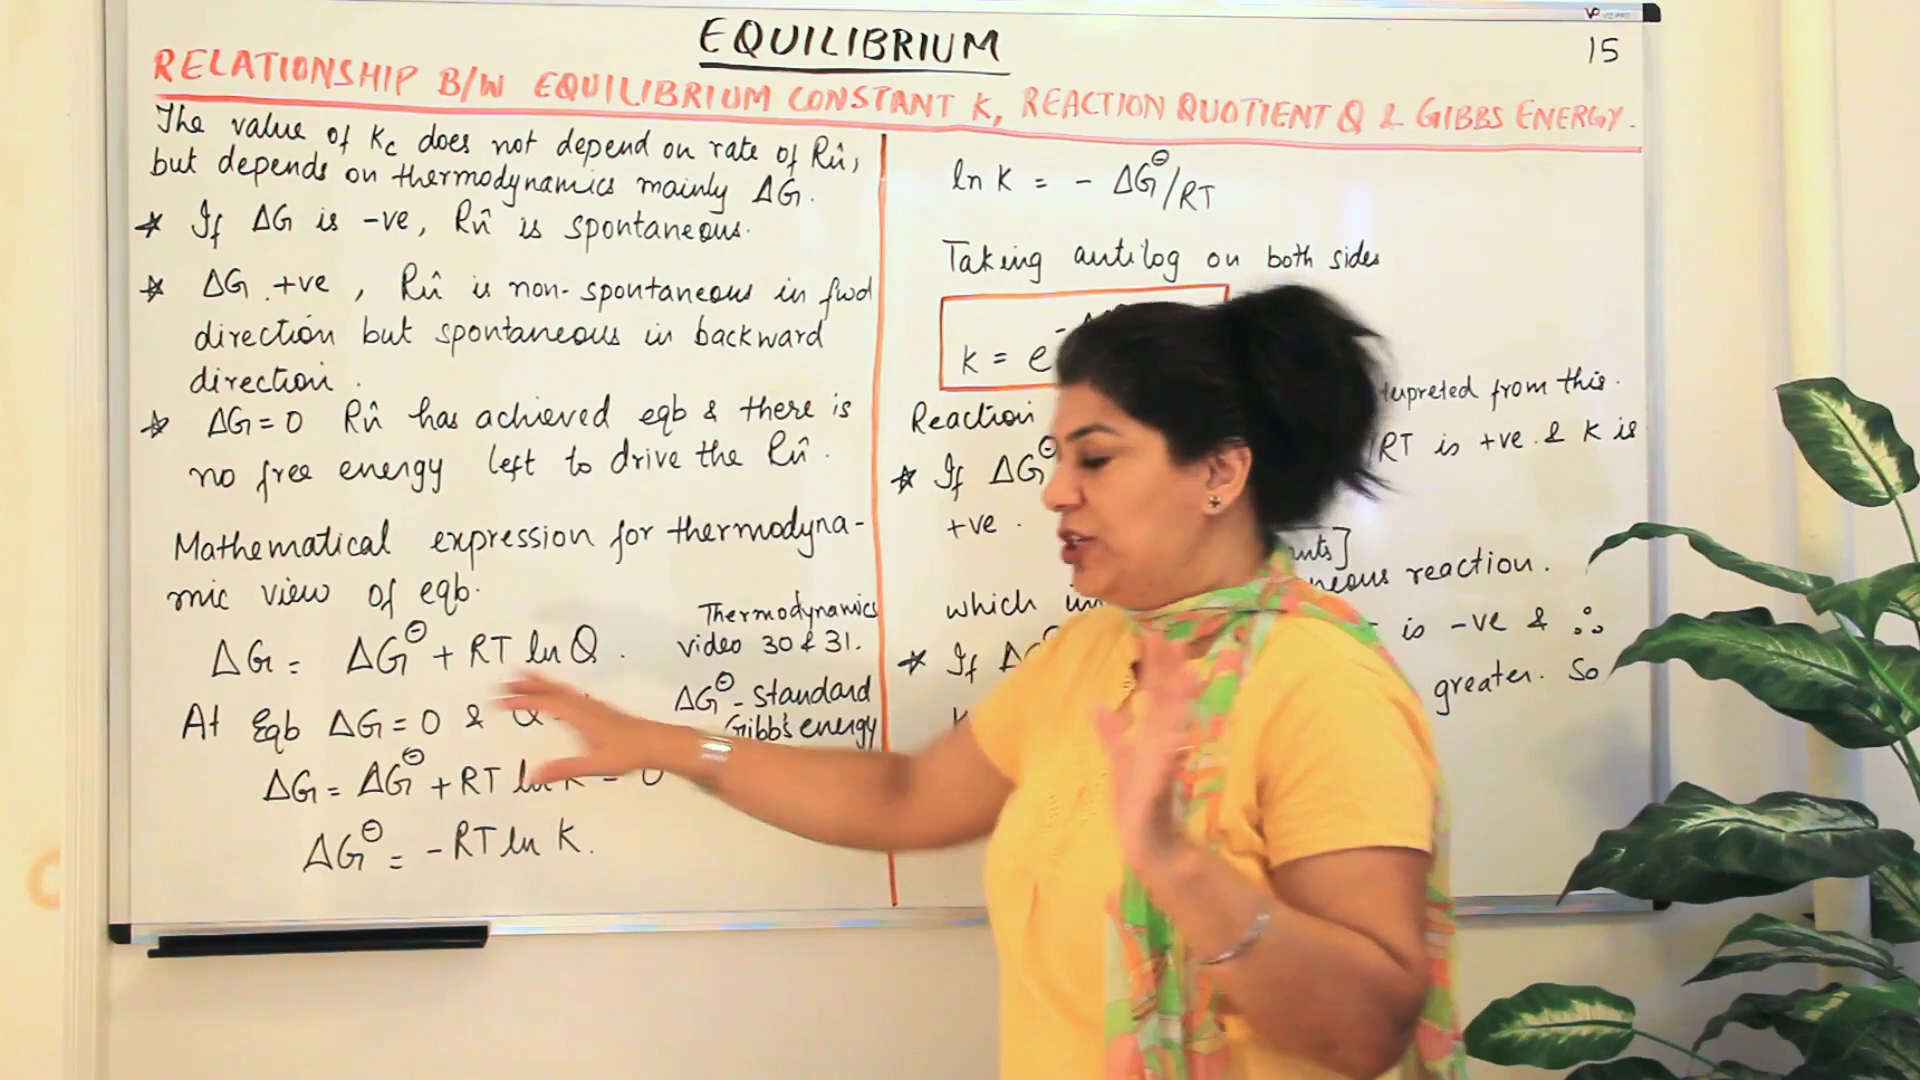 EQUILIBRIUM
15
RELATIONSHIP B/W EQUILIBRIUM CONSTANT K, REACTION QUOTIENT Q & GIBBS ENERGY.
The value of Kc does not depend on rate of Rn̂,
but depends on thermodynamics mainly ΔG.
* If ΔG is -ve, Rn̂ is spontaneous.
* ΔG +ve, Rn̂ is non-spontaneous in fwd
direction but spontaneous in backward
direction.
* ΔG = 0 Rn̂ has achieved eqb & there is
no free energy left to drive the Rn̂.
Mathematical expression for thermodyna-
mic view of eqb.
ΔG = ΔG⊖ + RT ln Q.
Thermodynamics
video 30 & 31.
ΔG⊖ - Standard
Gibb's energy
At Eqb ΔG = 0 & Q
ΔG = ΔG⊖ + RT ln K = 0
ΔG⊖ = -RT ln K.
ln K = - ΔG⊖/RT
Taking antilog on both sides
K = e
Reaction terpreted from this.
* If ΔG⊖ /RT is +ve & K is
+ve.
which neous reaction.
* If ΔG is -ve & ∴
K greater. So